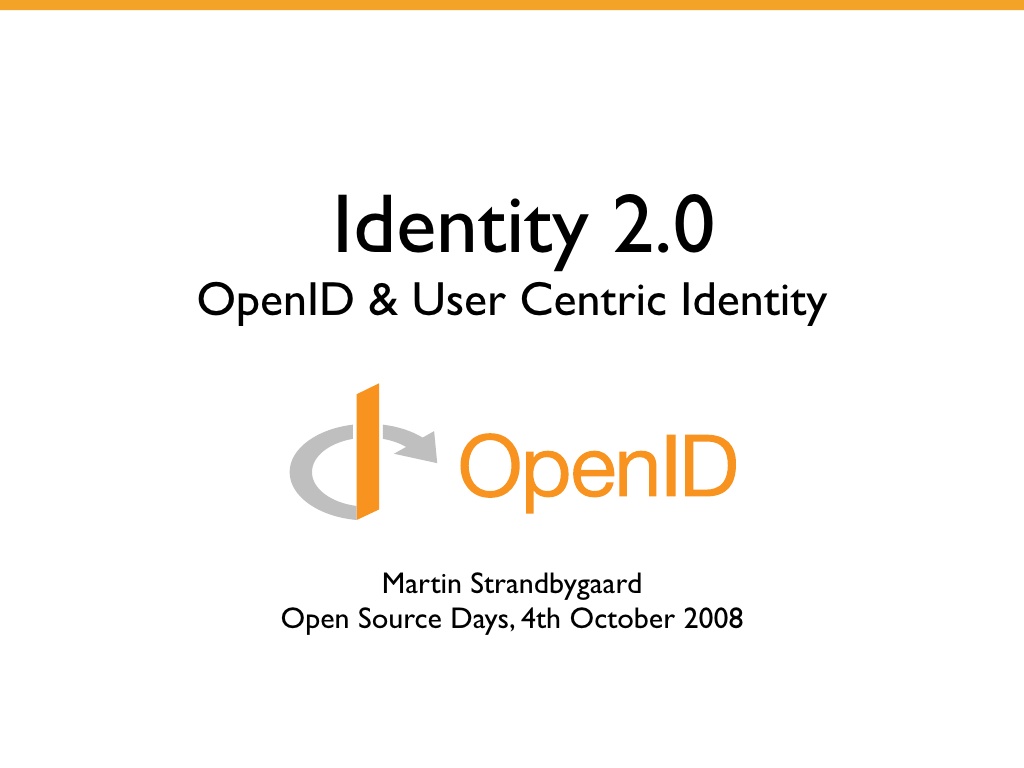 Identity 2.0
OpenID & User Centric Identity
OpenID
Martin Strandbygaard
Open Source Days, 4th October 2008